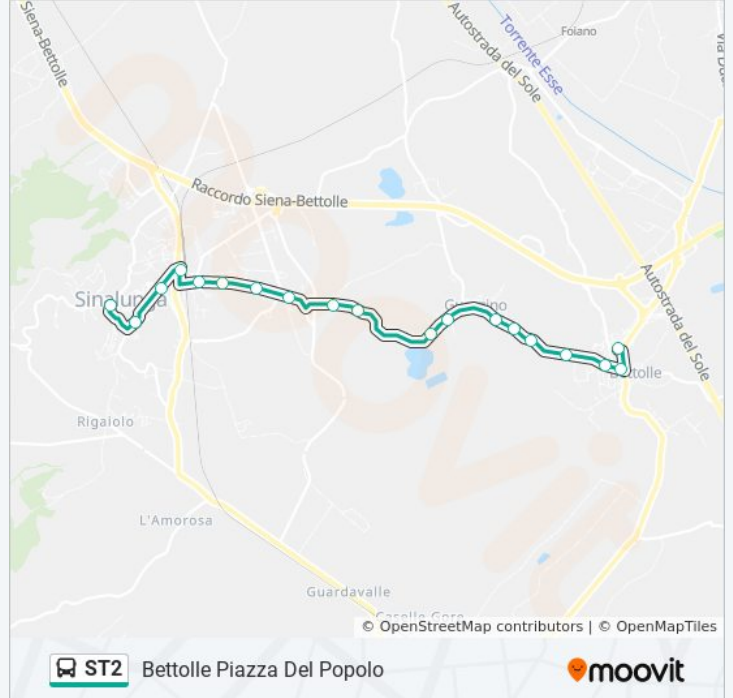 Siena-Bettolle
Autostrada del Sole
Torrente Esse
Foiano
Raccordo Siena-Bettolle
Sinalunga
Autostrada del Sole
Bettolle
Rigaiolo
L'Amorosa
Guardavalle
© OpenStreetMap contributors | © OpenMapTiles
ST2 Bettolle Piazza Del Popolo
moovit